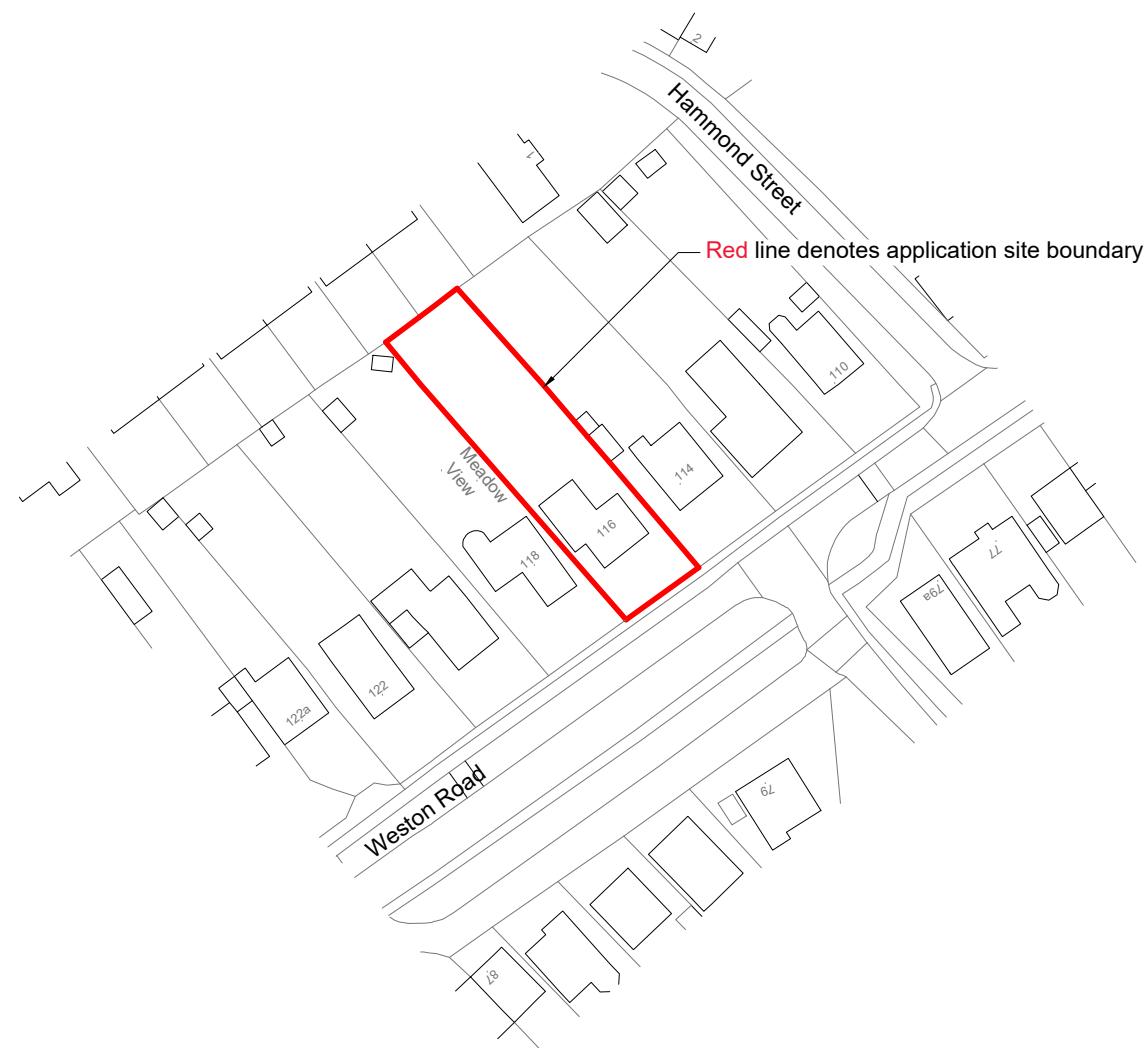 2
Hammond Street
1
Red line denotes application site boundary
110
114
Meadow
View
116
118
77
79a
122
122a
Weston Road
79
87